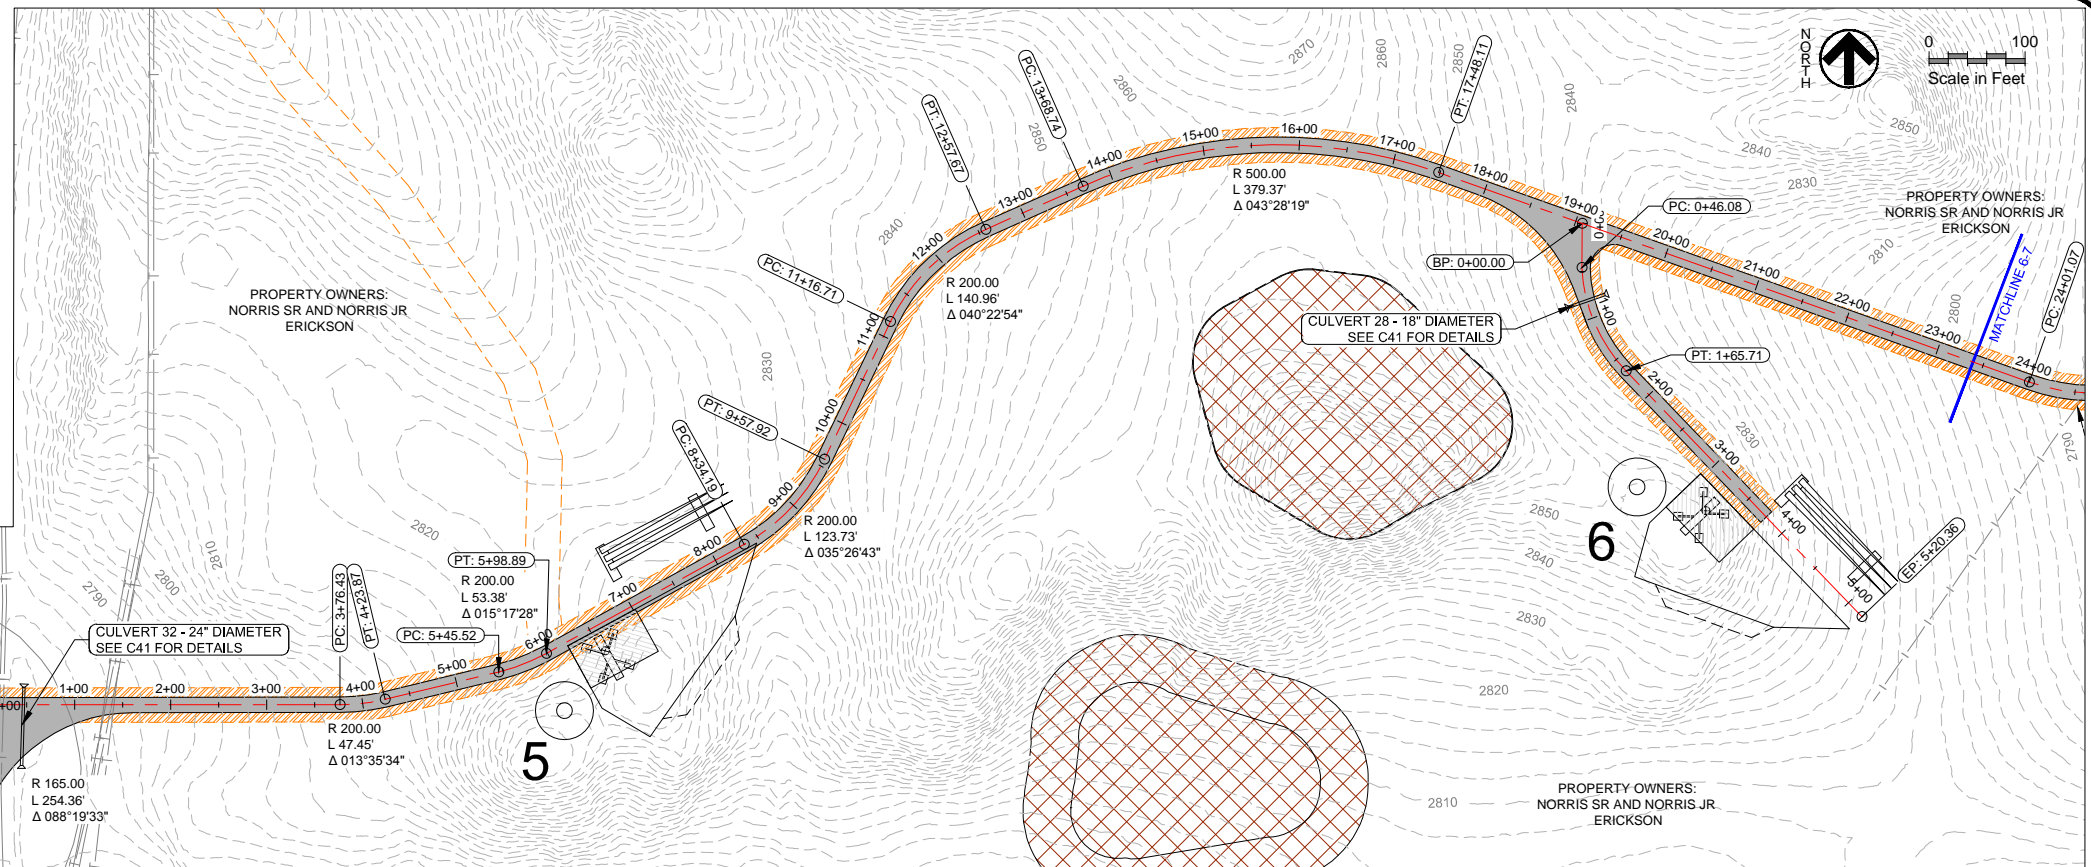 NORTH
0 100
Scale in Feet
2870
2860
2850
2860
2850
2840
2850
2840
2830
PC: 13+68.74
PT: 12+57.67
PT: 17+48.11
14+00
15+00
16+00
17+00
18+00
19+00
13+00
12+00
R 500.00
L 379.37'
Δ 043°28'19"
PC: 0+46.08
PROPERTY OWNERS:
NORRIS SR AND NORRIS JR
ERICKSON
2840
PC: 11+16.71
BP: 0+00.00
20+00
21+00
22+00
23+00
24+00
2810
2800
MATCHLINE 6-7
PC: 24+01.07
2790
PROPERTY OWNERS:
NORRIS SR AND NORRIS JR
ERICKSON
R 200.00
L 140.96'
Δ 040°22'54"
11+00
10+00
2830
CULVERT 28 - 18" DIAMETER
SEE C41 FOR DETAILS
1+00
PT: 1+65.71
2+00
3+00
2830
PT: 9+57.92
PC: 8+34.19
9+00
8+00
7+00
6+00
R 200.00
L 123.73'
Δ 035°26'43"
2850
2840
2830
2820
2810
6
4+00
5+00
EP: 5+20.36
2820
2810
2800
2790
PT: 5+98.89
R 200.00
L 53.38'
Δ 015°17'28"
PC: 5+45.52
PC: 3+76.43
PT: 4+23.87
CULVERT 32 - 24" DIAMETER
SEE C41 FOR DETAILS
+00
1+00
2+00
3+00
4+00
5+00
R 200.00
L 47.45'
Δ 013°35'34"
5
R 165.00
L 254.36'
Δ 088°19'33"
PROPERTY OWNERS:
NORRIS SR AND NORRIS JR
ERICKSON